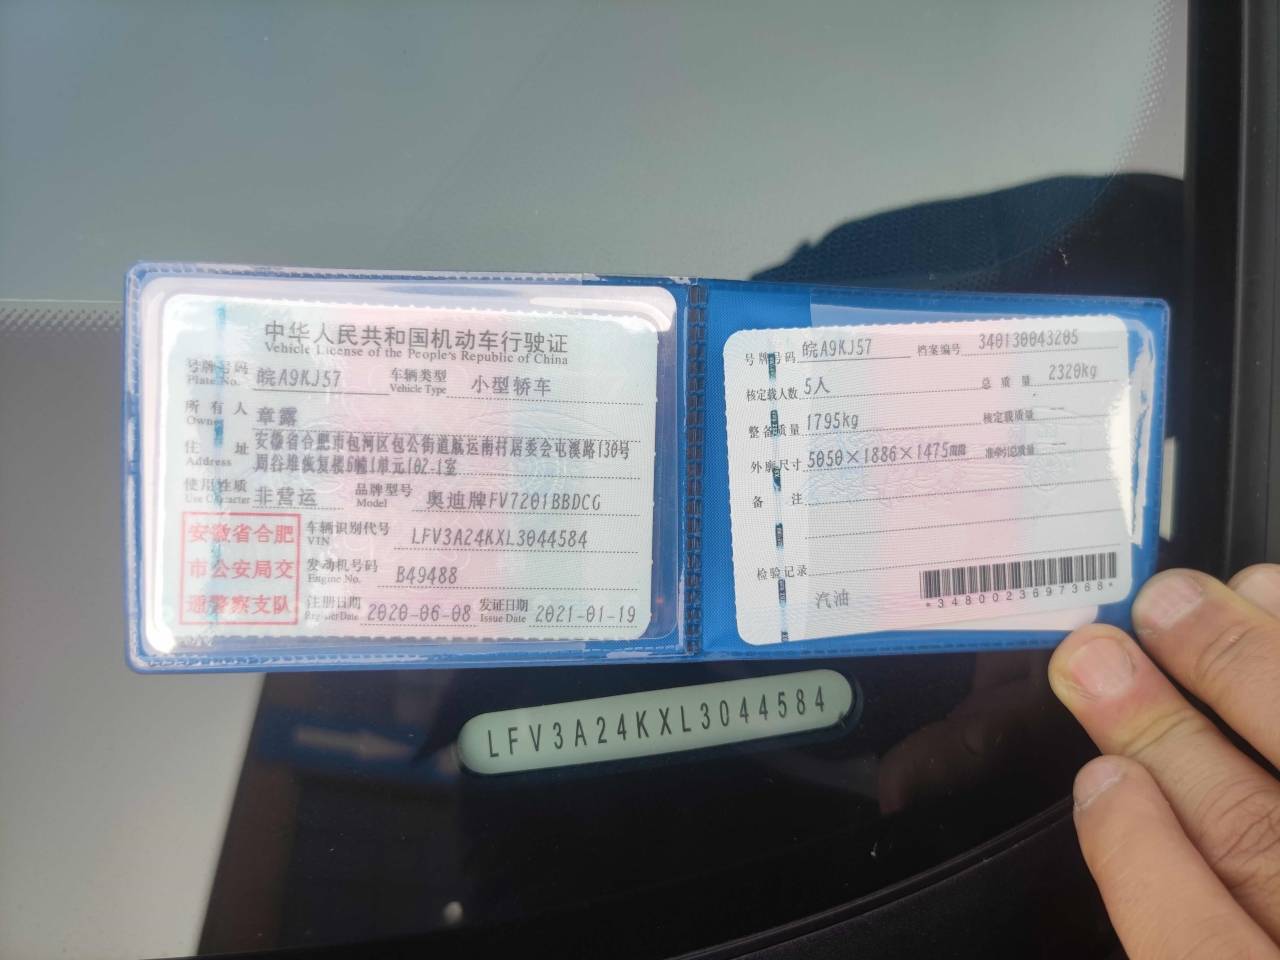 中华人民共和国机动车行驶证
Vehicle License of the People's Republic of China
号牌号码 皖A9KJ57 车辆类型 小型轿车
Plate No. Vehicle Type
所有人 章露
Owner
住址 安徽省合肥市包河区包公街道航运南村居委会屯溪路130号
Address 周谷堆恢复楼6幢1单元102-1室
使用性质 非营运 品牌型号 奥迪牌FV7201BBDCG
Use Character Model
安徽省合肥
市公安局交
通警察支队
车辆识别代号 LFV3A24KXL3044584
VIN
发动机号码 B49488
Engine No.
注册日期 2020-06-08 发证日期 2021-01-19
Register Date Issue Date
号牌号码 皖A9KJ57 档案编号 340130043205
核定载人数 5人 总质量 2320kg
整备质量 1795kg 核定载质量 --
外廓尺寸 5050×1886×1475 准牵引总质量 --
备注
检验记录
汽油
*3480023697368*
LFV3A24KXL3044584